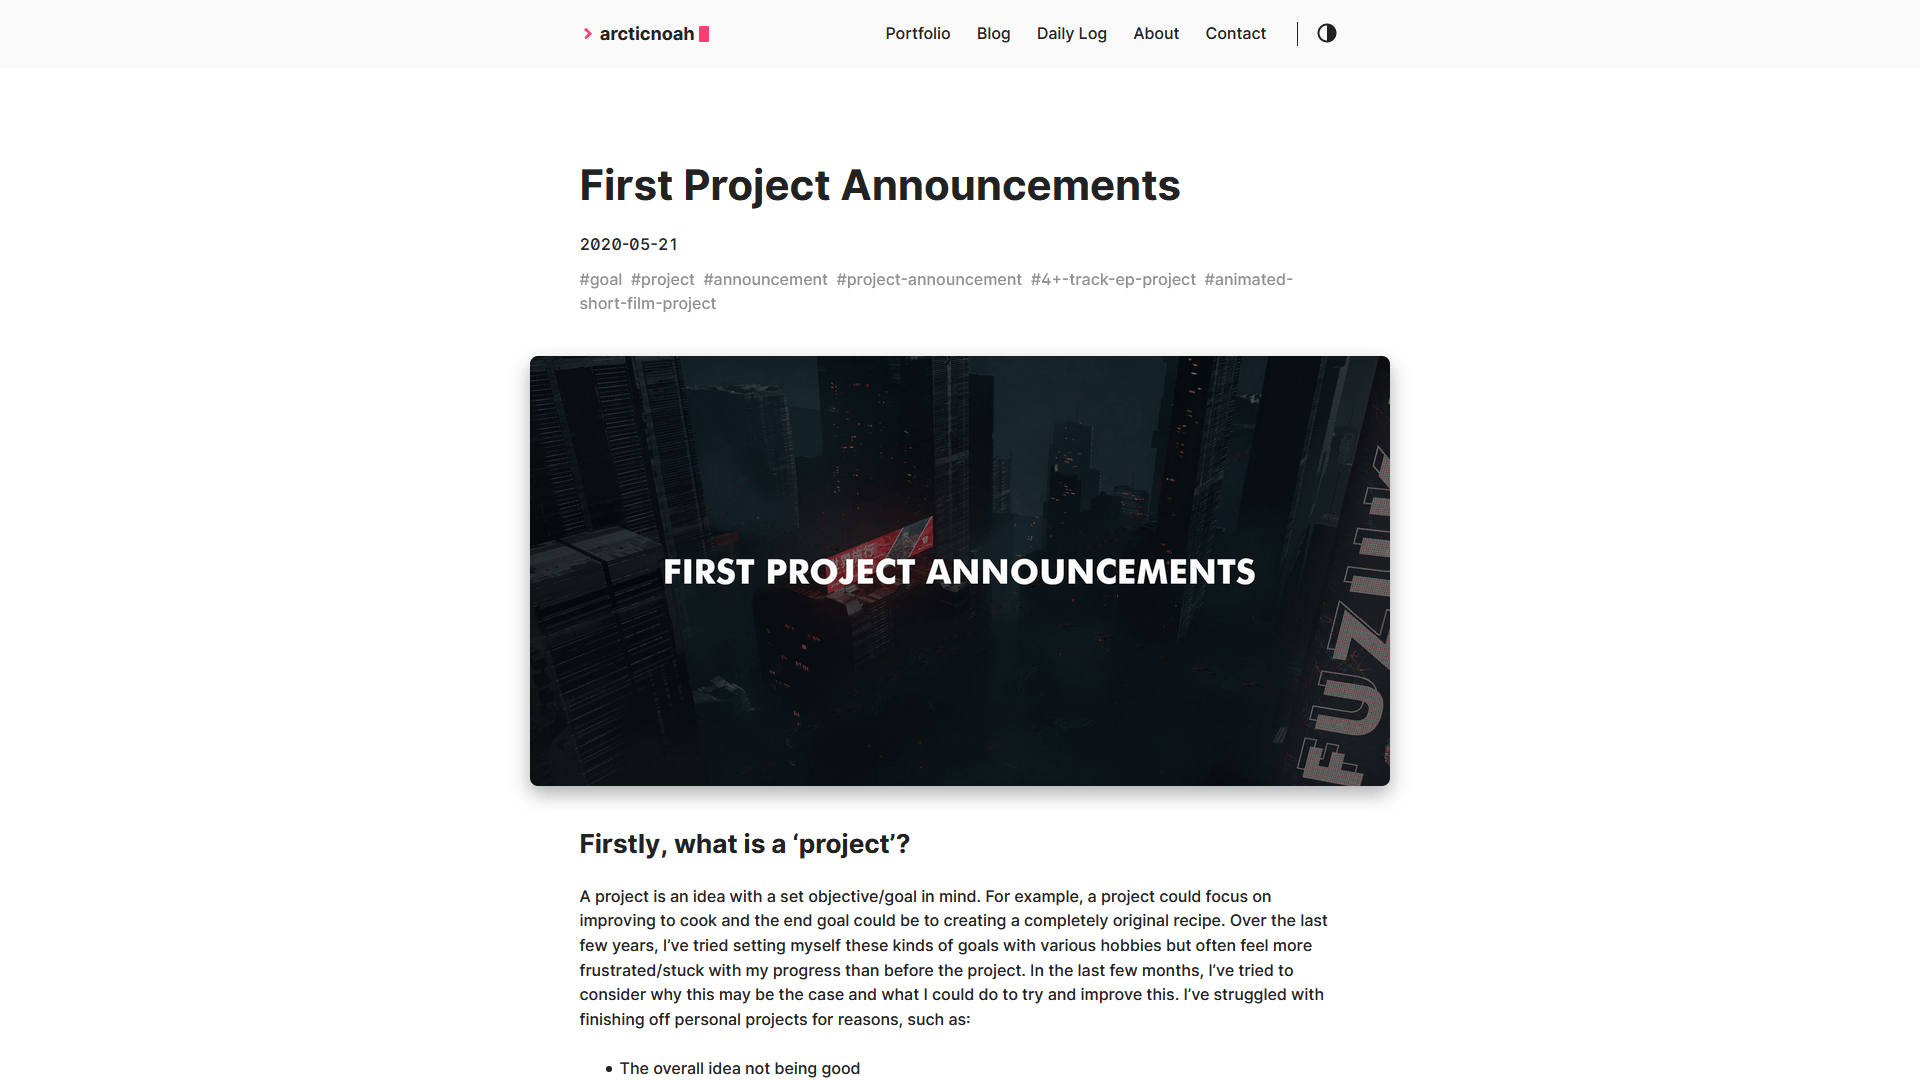 > arcticnoah
Portfolio Blog Daily Log About Contact
First Project Announcements
2020-05-21
#goal #project #announcement #project-announcement #4+-track-ep-project #animated-
short-film-project
FIRST PROJECT ANNOUNCEMENTS
FUZIUK
Firstly, what is a ‘project’?
A project is an idea with a set objective/goal in mind. For example, a project could focus on
improving to cook and the end goal could be to creating a completely original recipe. Over the last
few years, I’ve tried setting myself these kinds of goals with various hobbies but often feel more
frustrated/stuck with my progress than before the project. In the last few months, I’ve tried to
consider why this may be the case and what I could do to try and improve this. I’ve struggled with
finishing off personal projects for reasons, such as:
• The overall idea not being good